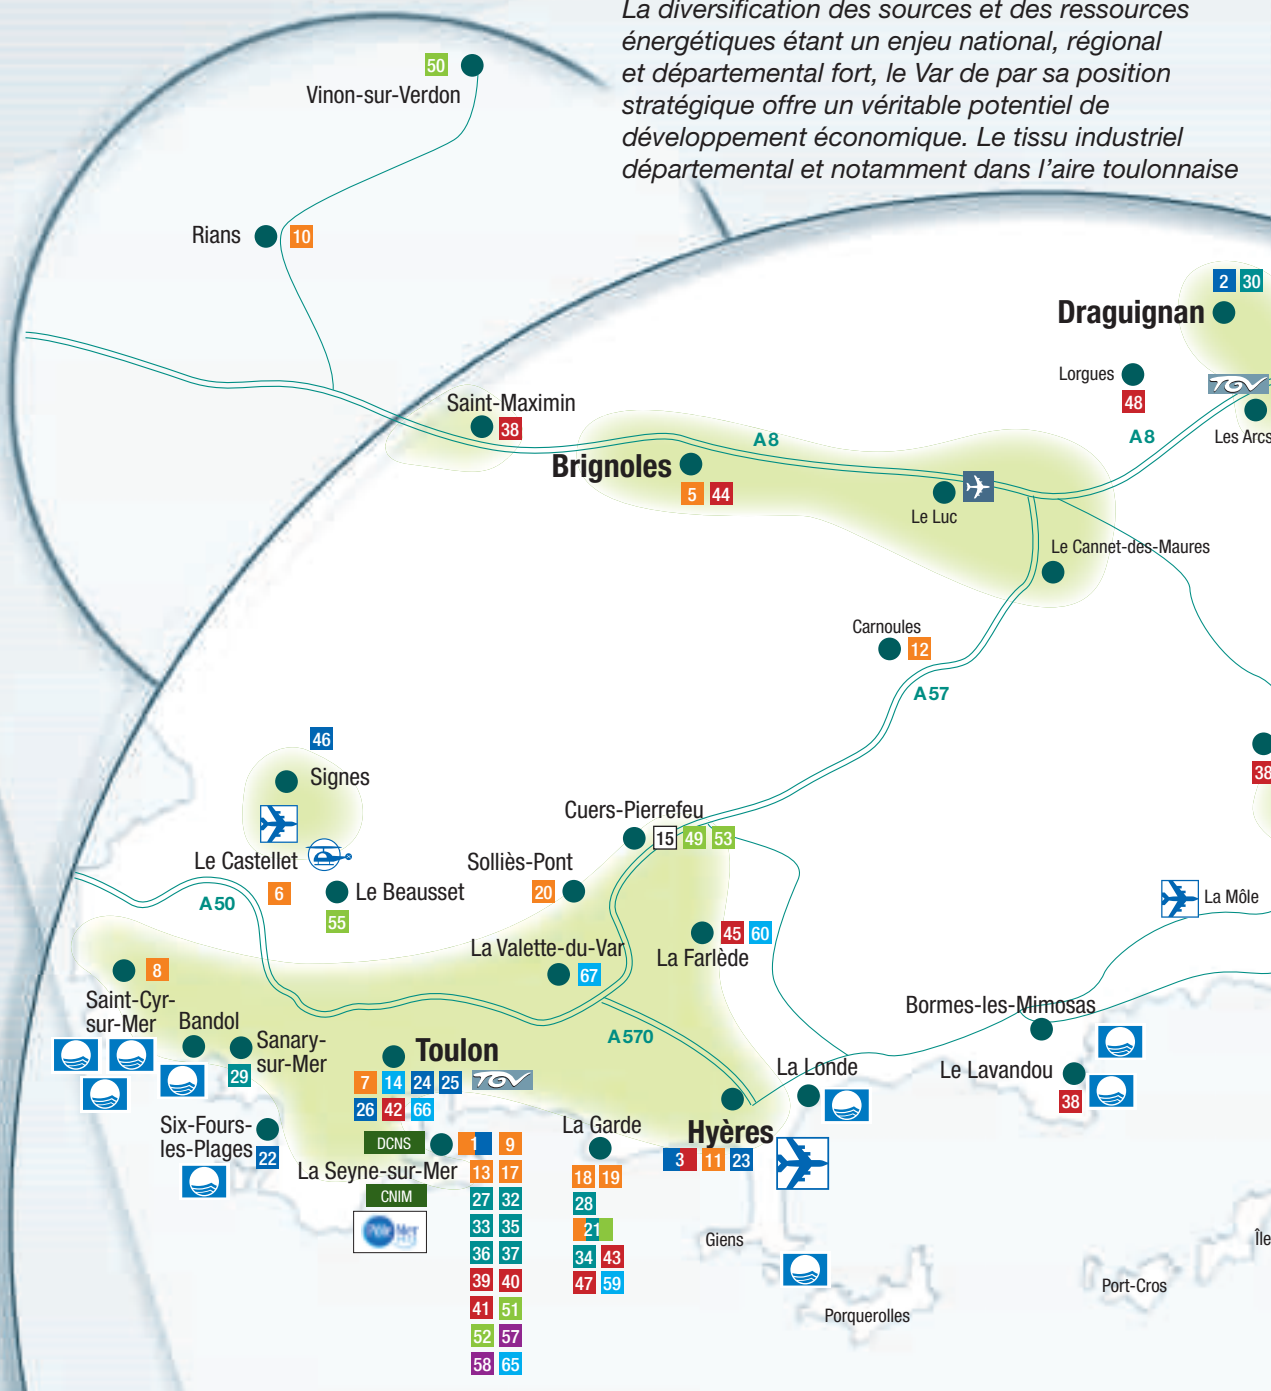 La diversification des sources et des ressources
énergétiques étant un enjeu national, régional
et départemental fort, le Var de par sa position
stratégique offre un véritable potentiel de
développement économique. Le tissu industriel
départemental et notamment dans l'aire toulonnaise
50
Vinon-sur-Verdon
Rians
10
2 30
Draguignan
Lorgues
48
TGV
Les Arcs
A8
Saint-Maximin
38
A8
Brignoles
5 44
Le Luc
Le Cannet-des-Maures
Carnoules
12
A57
46
Signes
38
Cuers-Pierrefeu
15 49 53
Le Castellet
6
Solliès-Pont
20
Le Beausset
55
A50
La Môle
45 60
La Farlède
La Valette-du-Var
67
8
Saint-Cyr-
sur-Mer
Bandol
Sanary-
sur-Mer
29
A570
Toulon
7 14 24 25 TGV
26 42 66
Bormes-les-Mimosas
La Londe
Le Lavandou
38
Six-Fours-
les-Plages
22
DCNS
La Seyne-sur-Mer
CNIM
Pôle Mer
1 9
13 17
27 32
33 35
36 37
39 40
41 51
52 57
58 65
La Garde
18 19
28
21
34 43
47 59
Hyères
3 11 23
Giens
Porquerolles
Port-Cros
Île